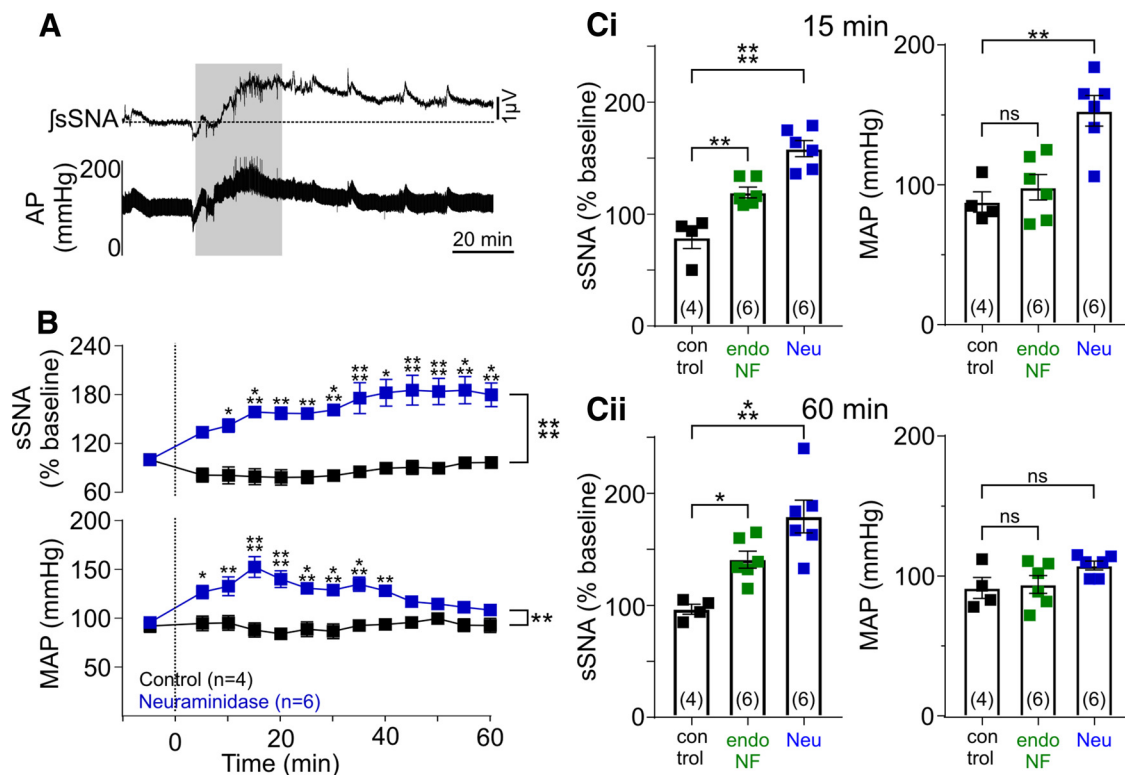 A
∫sSNA
1µV
200
AP
(mmHg)
0
20 min
B
240
180
120
60
sSNA
(% baseline)
*
*
**
**
**
*
**
**
**
*
**
**
**
**
*
**
*
**
**
**
200
150
100
50
MAP (mmHg)
*
**
**
**
**
**
*
**
*
**
*
**
**
**
Control (n=4)
Neuraminidase (n=6)
0
20
40
60
Time (min)
Ci
15 min
sSNA (% baseline)
200
100
0
**
**
**
(4)
(6)
(6)
con
trol
endo
NF
Neu
MAP (mmHg)
200
100
0
**
ns
(4)
(6)
(6)
con
trol
endo
NF
Neu
Cii
60 min
sSNA (% baseline)
200
100
0
*
**
*
(4)
(6)
(6)
con
trol
endo
NF
Neu
MAP (mmHg)
200
100
0
ns
ns
(4)
(6)
(6)
con
trol
endo
NF
Neu